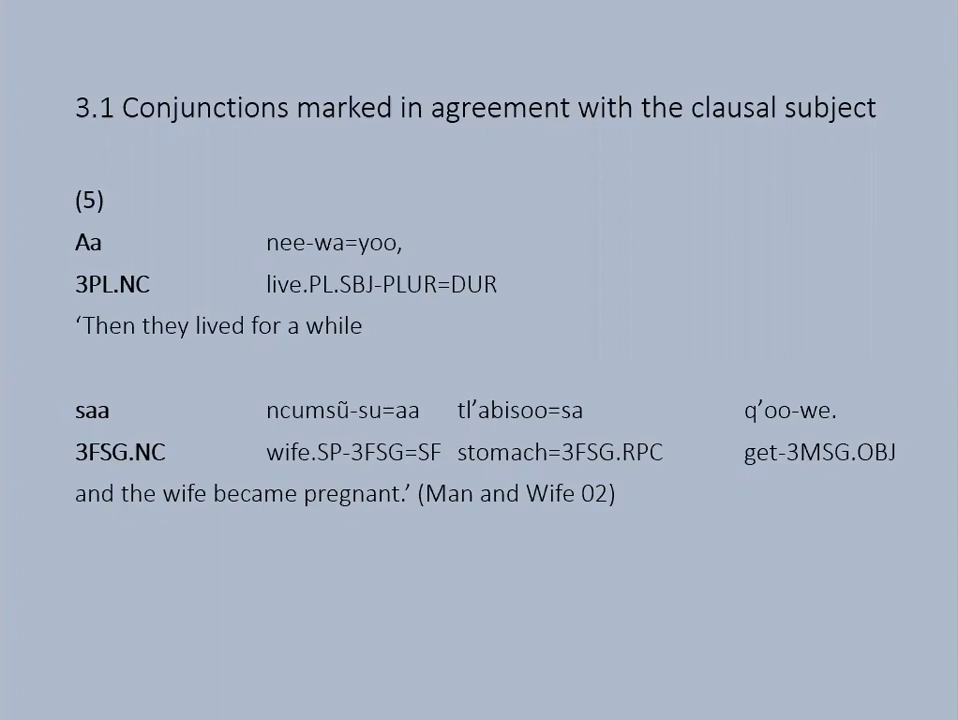 3.1 Conjunctions marked in agreement with the clausal subject
(5)
Aa nee-wa=yoo,
3PL.NC live.PL.SBJ-PLUR=DUR
‘Then they lived for a while
saa ncumsũ-su=aa tl’abisoo=sa q’oo-we.
3FSG.NC wife.SP-3FSG=SF stomach=3FSG.RPC get-3MSG.OBJ
and the wife became pregnant.’ (Man and Wife 02)